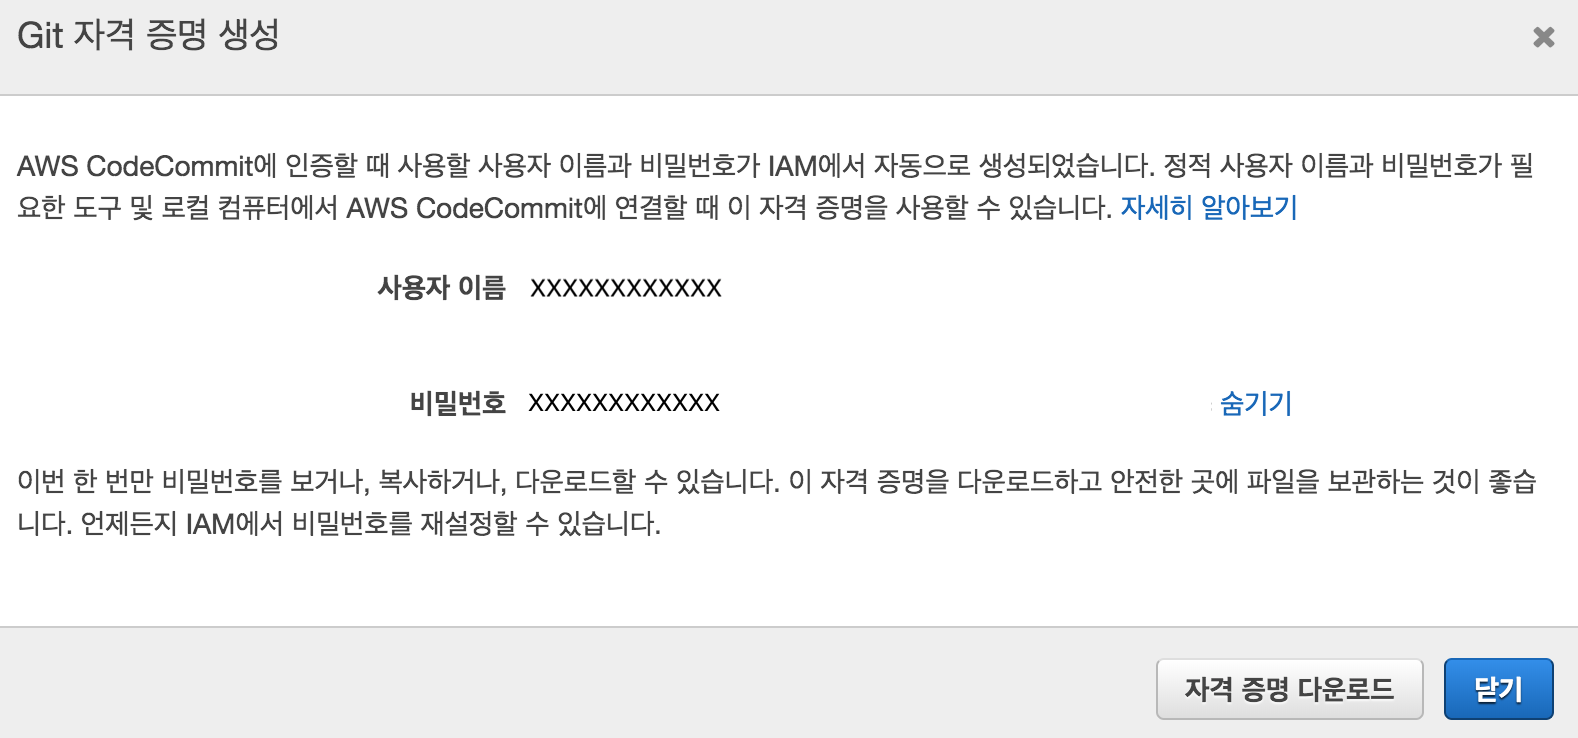 Git 자격 증명 생성
AWS CodeCommit에 인증할 때 사용할 사용자 이름과 비밀번호가 IAM에서 자동으로 생성되었습니다. 정적 사용자 이름과 비밀번호가 필
요한 도구 및 로컬 컴퓨터에서 AWS CodeCommit에 연결할 때 이 자격 증명을 사용할 수 있습니다. 자세히 알아보기
사용자 이름 xxxxxxxxxxxx
비밀번호 xxxxxxxxxxxx 숨기기
이번 한 번만 비밀번호를 보거나, 복사하거나, 다운로드할 수 있습니다. 이 자격 증명을 다운로드하고 안전한 곳에 파일을 보관하는 것이 좋습
니다. 언제든지 IAM에서 비밀번호를 재설정할 수 있습니다.
자격 증명 다운로드 닫기